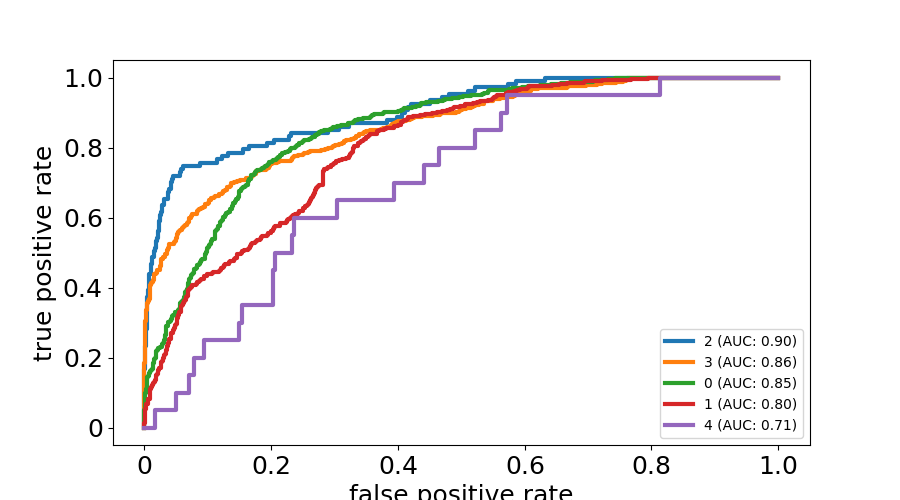 1.0
0.8
0.6
0.4
0.2
0
true positive rate
2 (AUC: 0.90)
3 (AUC: 0.86)
0 (AUC: 0.85)
1 (AUC: 0.80)
4 (AUC: 0.71)
0 0.2 0.4 0.6 0.8 1.0
false positive rate